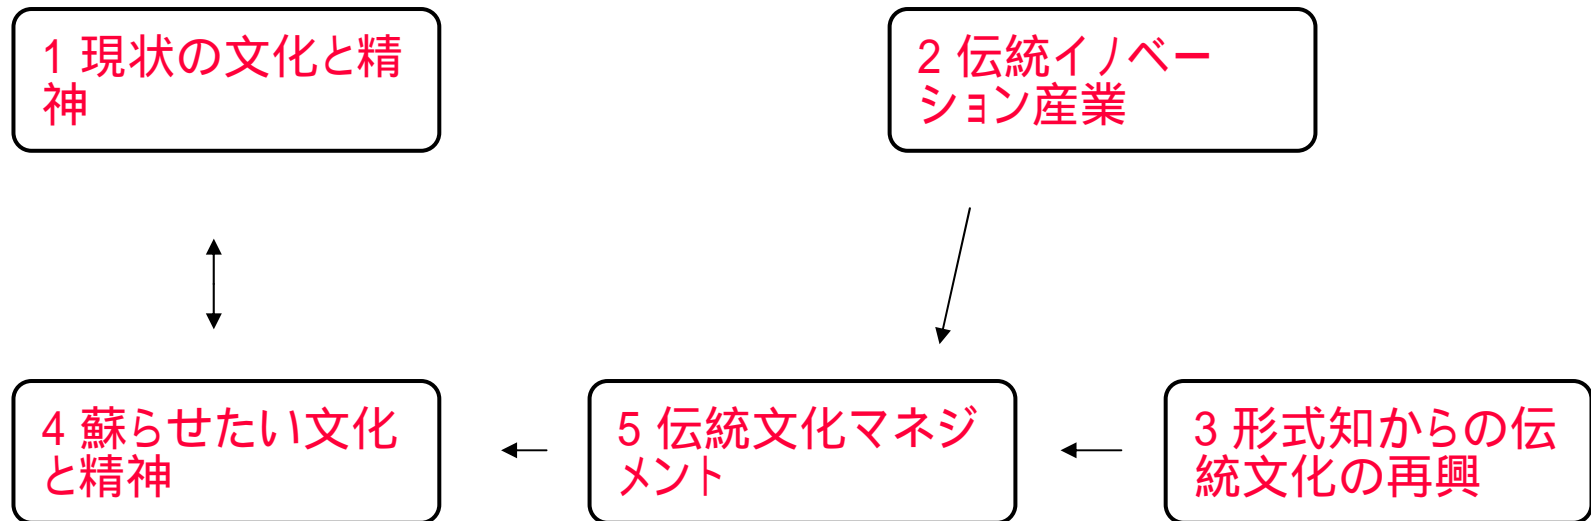 1 現状の文化と精
神
2 伝統イノベー
ション産業
4 蘇らせたい文化
と精神
5 伝統文化マネジ
メント
3 形式知からの伝
統文化の再興